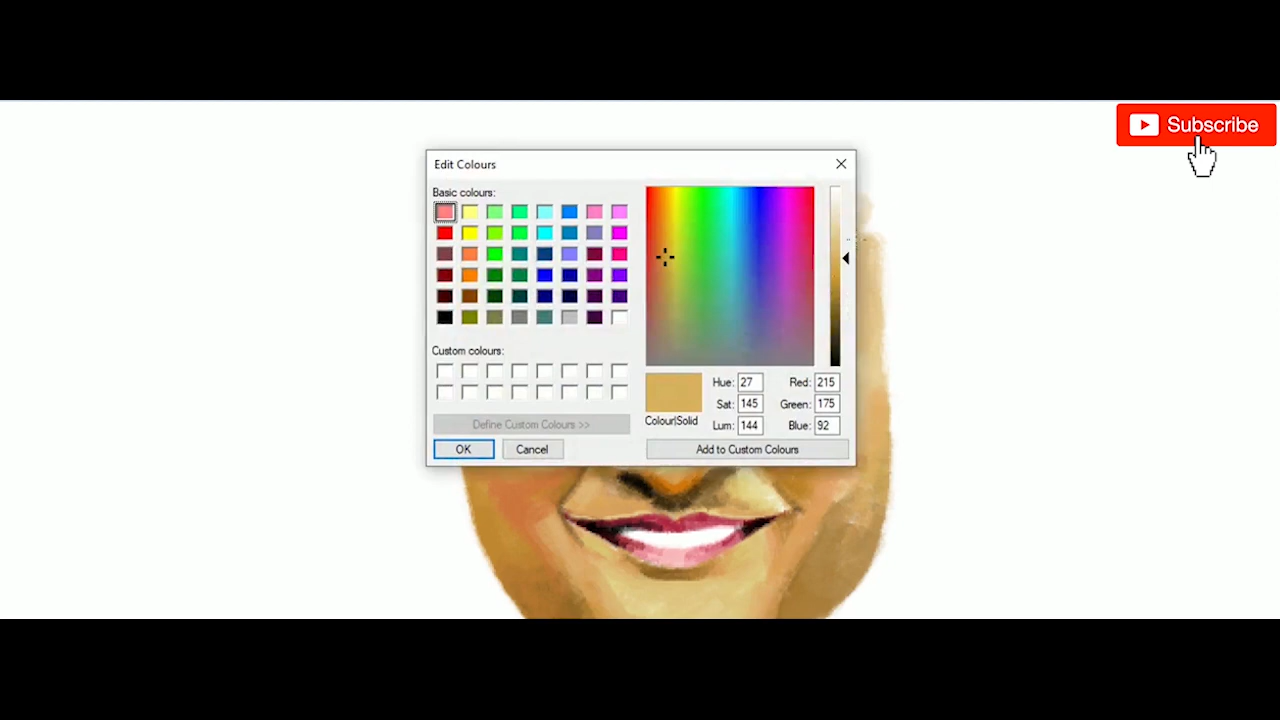 Subscribe
Edit Colours
Basic colours:
Custom colours:
Define Custom Colours >>
OK
Cancel
Colour|Solid
Hue: 27
Sat: 145
Lum: 144
Red: 215
Green: 175
Blue: 92
Add to Custom Colours